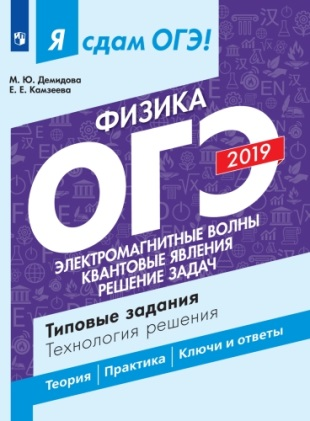 Я сдам ОГЭ!
М. Ю. Демидова
Е. Е. Камзеева
ФИЗИКА
ОГЭ
2019
ЭЛЕКТРОМАГНИТНЫЕ ВОЛНЫ
КВАНТОВЫЕ ЯВЛЕНИЯ
РЕШЕНИЕ ЗАДАЧ
Типовые задания
Технология решения
Теория | Практика | Ключи и ответы